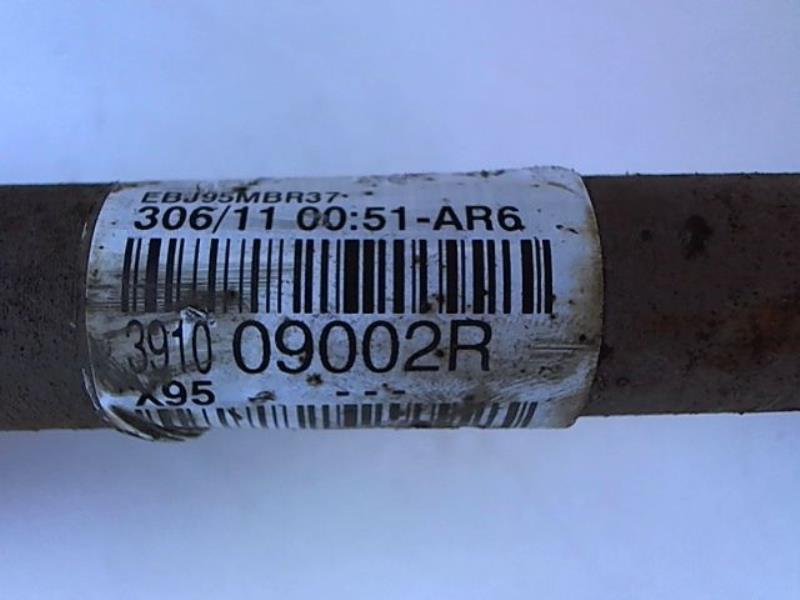 EBJ95MBR37
306/11 00:51-AR6
3910 09002R
X95 - - -